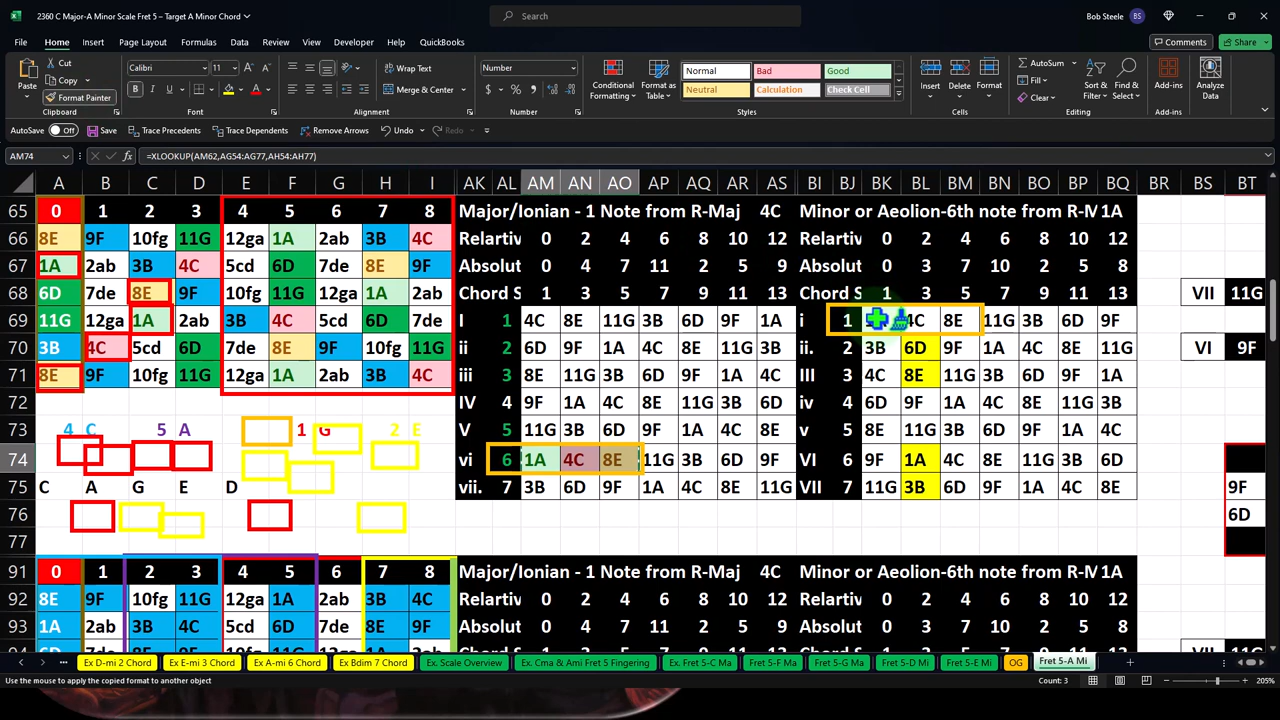 2360 C Major-A Minor Scale Fret 5 – Target A Minor Chord
Search
Bob Steele BS
File Home Insert Page Layout Formulas Data Review View Developer Help QuickBooks
Comments Share
Paste Cut Copy Format Painter Clipboard
Calibri 11 Font
Wrap Text Merge & Center Alignment
Number Number
Conditional Formatting Format as Table
Normal Bad Good
Neutral Calculation Check Cell
Styles
Insert Delete Format Cells
AutoSum Fill Clear Sort & Filter Find & Select Editing
Add-ins Add-ins
Analyze Data
AutoSave Off Save Trace Precedents Trace Dependents Remove Arrows Undo Redo
AM74 fx =XLOOKUP(AM62,AG54:AG77,AH54:AH77)
A B C D E F G H I AK AL AM AN AO AP AQ AR AS BI BJ BK BL BM BN BO BP BQ BR BS BT
65 0 1 2 3 4 5 6 7 8 Major/Ionian - 1 Note from R-Maj 4C Minor or Aeolion-6th note from R-M 1A
66 8E 9F 10fg 11G 12ga 1A 2ab 3B 4C Relartiv 0 2 4 6 8 10 12 Relartiv 0 2 4 6 8 10 12
67 1A 2ab 3B 4C 5cd 6D 7de 8E 9F Absolut 0 4 7 11 2 5 9 Absolut 0 3 7 10 2 5 8
68 6D 7de 8E 9F 10fg 11G 12ga 1A 2ab Chord S 1 3 5 7 9 11 13 Chord S 1 3 5 7 9 11 13 VII 11G
69 11G 12ga 1A 2ab 3B 4C 5cd 6D 7de I 1 4C 8E 11G 3B 6D 9F 1A i 1 4C 8E 11G 3B 6D 9F
70 3B 4C 5cd 6D 7de 8E 9F 10fg 11G ii 2 6D 9F 1A 4C 8E 11G 3B ii. 2 3B 6D 9F 1A 4C 8E 11G VI 9F
71 8E 9F 10fg 11G 12ga 1A 2ab 3B 4C iii 3 8E 11G 3B 6D 9F 1A 4C III 3 4C 8E 11G 3B 6D 9F 1A
72 IV 4 9F 1A 4C 8E 11G 3B 6D iv 4 6D 9F 1A 4C 8E 11G 3B
73 4 C 5 A 1 G 2 E V 5 11G 3B 6D 9F 1A 4C 8E v 5 8E 11G 3B 6D 9F 1A 4C
74 vi 6 1A 4C 8E 11G 3B 6D 9F VI 6 9F 1A 4C 8E 11G 3B 6D
75 C A G E D vii. 7 3B 6D 9F 1A 4C 8E 11G VII 7 11G 3B 6D 9F 1A 4C 8E 9F
76 6D
77
91 0 1 2 3 4 5 6 7 8 Major/Ionian - 1 Note from R-Maj 4C Minor or Aeolion-6th note from R-M 1A
92 8E 9F 10fg 11G 12ga 1A 2ab 3B 4C Relartiv 0 2 4 6 8 10 12 Relartiv 0 2 4 6 8 10 12
93 1A 2ab 3B 4C 5cd 6D 7de 8E 9F Absolut 0 4 7 11 2 5 9 Absolut 0 3 7 10 2 5 8
Chord S 1 3 5 7 9 11 13 Chord S 1 3 5 7 9 11 13 VII 11G
Ex D-mi 2 Chord Ex E-mi 3 Chord Ex A-mi 6 Chord Ex Bdim 7 Chord Ex. Scale Overview Ex. Cma & Ami Fret 5 Fingering Ex. Fret 5-C Ma Fret 5-F Ma Fret 5-G Ma Fret 5-D Mi Fret 5-E Mi OG Fret 5-A Mi
Use the mouse to apply the copied format to another object Count: 3 205%